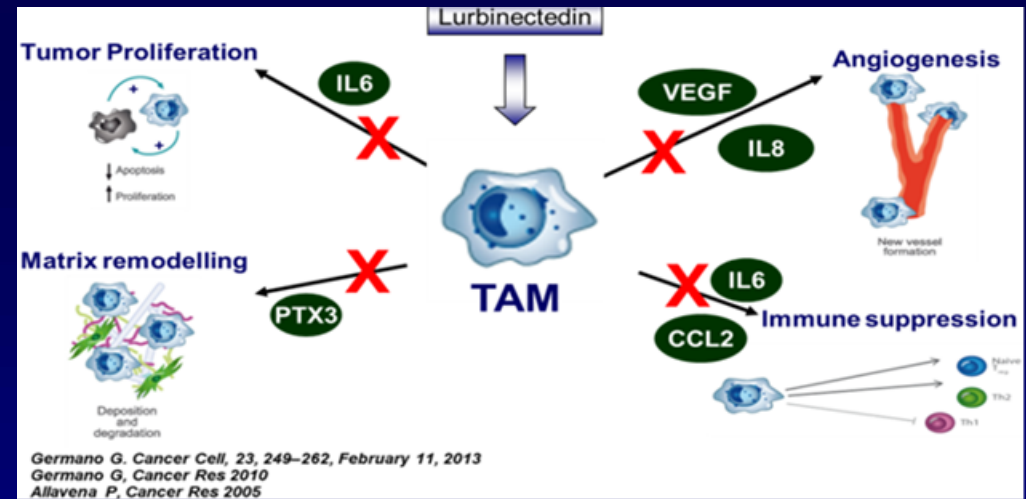 Lurbinectedin
Tumor Proliferation
IL6
+
+
Apoptosis
Proliferation
VEGF
IL8
Angiogenesis
New vessel
formation
Matrix remodelling
PTX3
Deposition
and
degradation
TAM
IL6
CCL2
Immune suppression
Naive
Th2
Th1
Germano G. Cancer Cell, 23, 249–262, February 11, 2013
Germano G, Cancer Res 2010
Allavena P, Cancer Res 2005